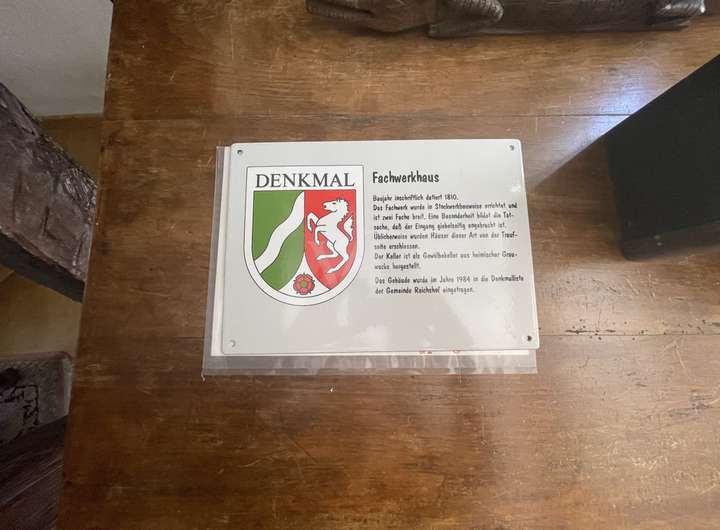 DENKMAL
Fachwerkhaus
Baujahr inschriftlich datiert 1810.
Das Fachwerk wurde in Stockwerkbauweise errichtet und
ist zwei Fache breit. Eine Besonderheit bildet die Tat-
sache, daß der Eingang giebelseitig angebracht ist.
Üblicherweise wurden Häuser dieser Art von der Trauf-
seite erschlossen.
Der Keller ist als Gewölbekeller aus heimischer Grau-
wacke hergestellt.
Das Gebäude wurde im Jahre 1984 in die Denkmalliste
der Gemeinde Reichshof eingetragen.